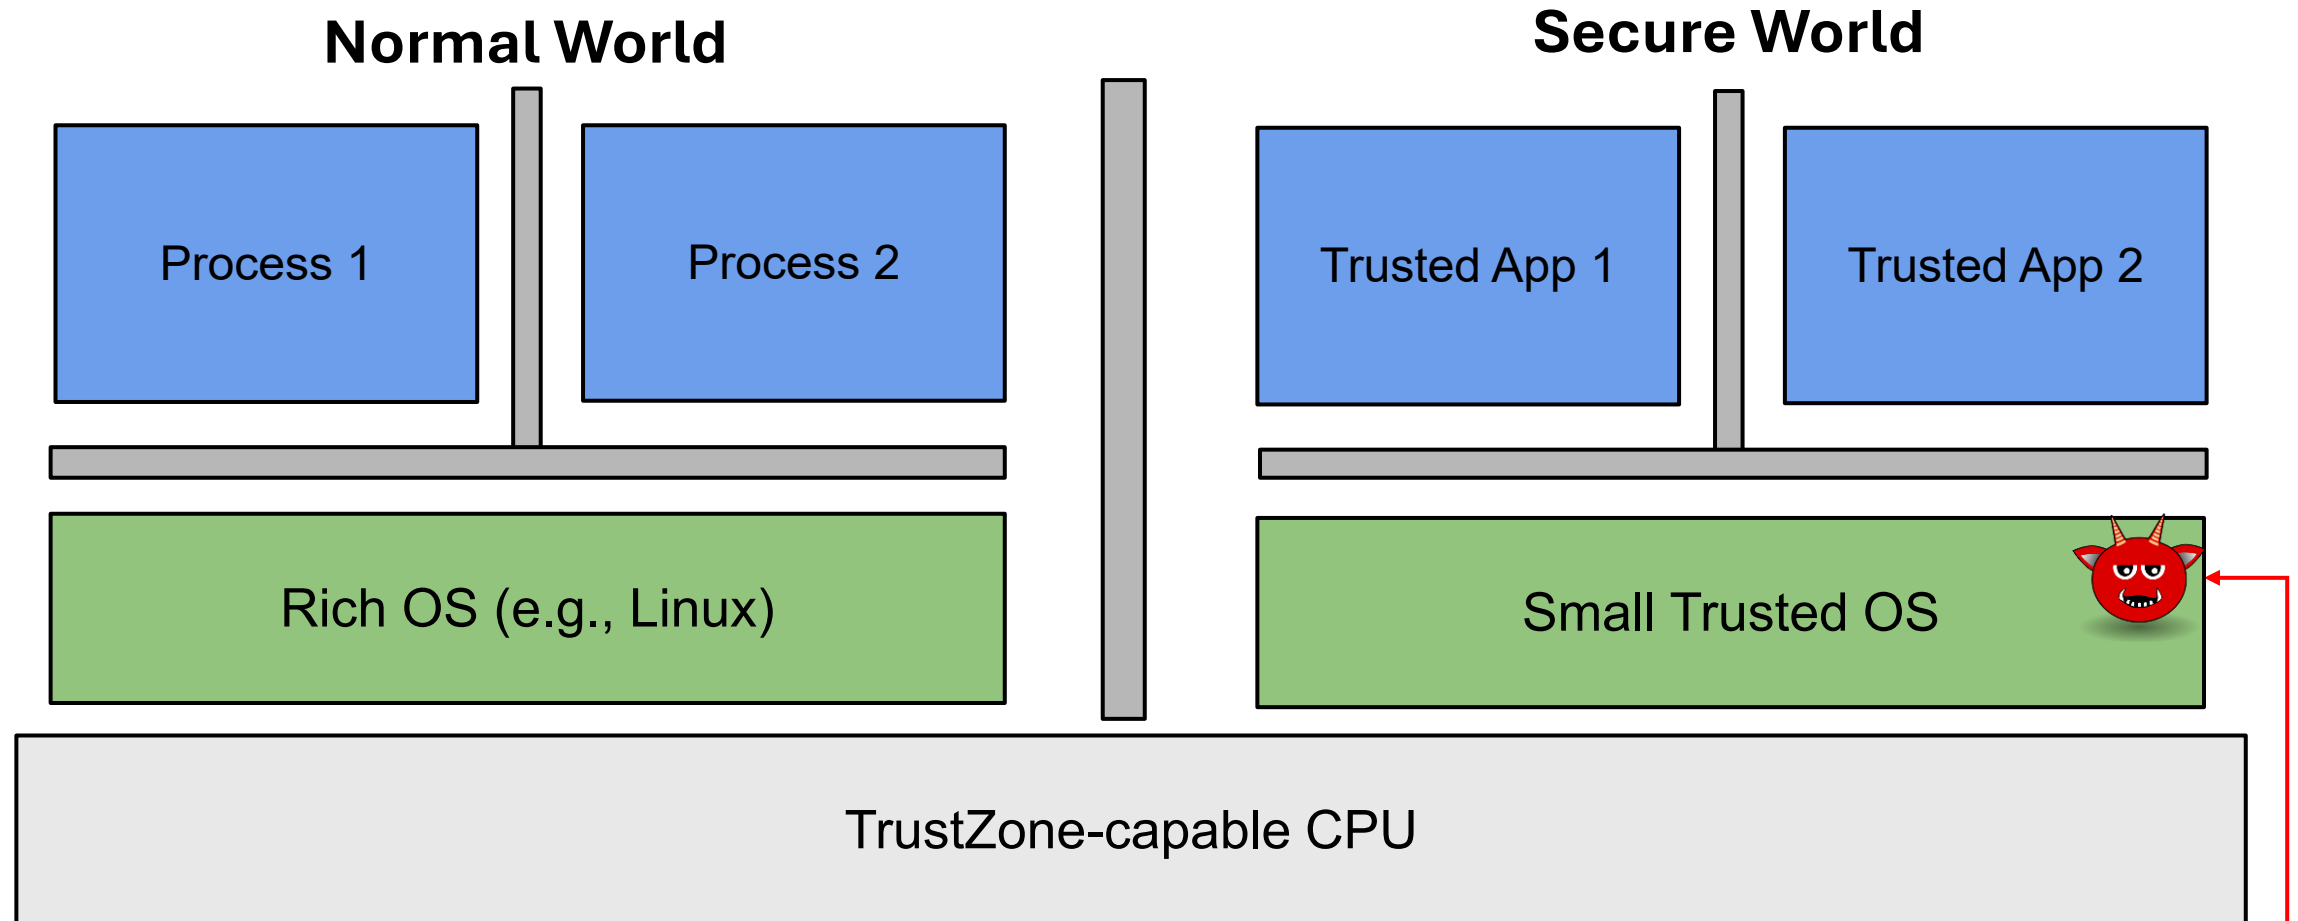 Normal World
Secure World
Process 1
Process 2
Trusted App 1
Trusted App 2
Rich OS (e.g., Linux)
Small Trusted OS
TrustZone-capable CPU